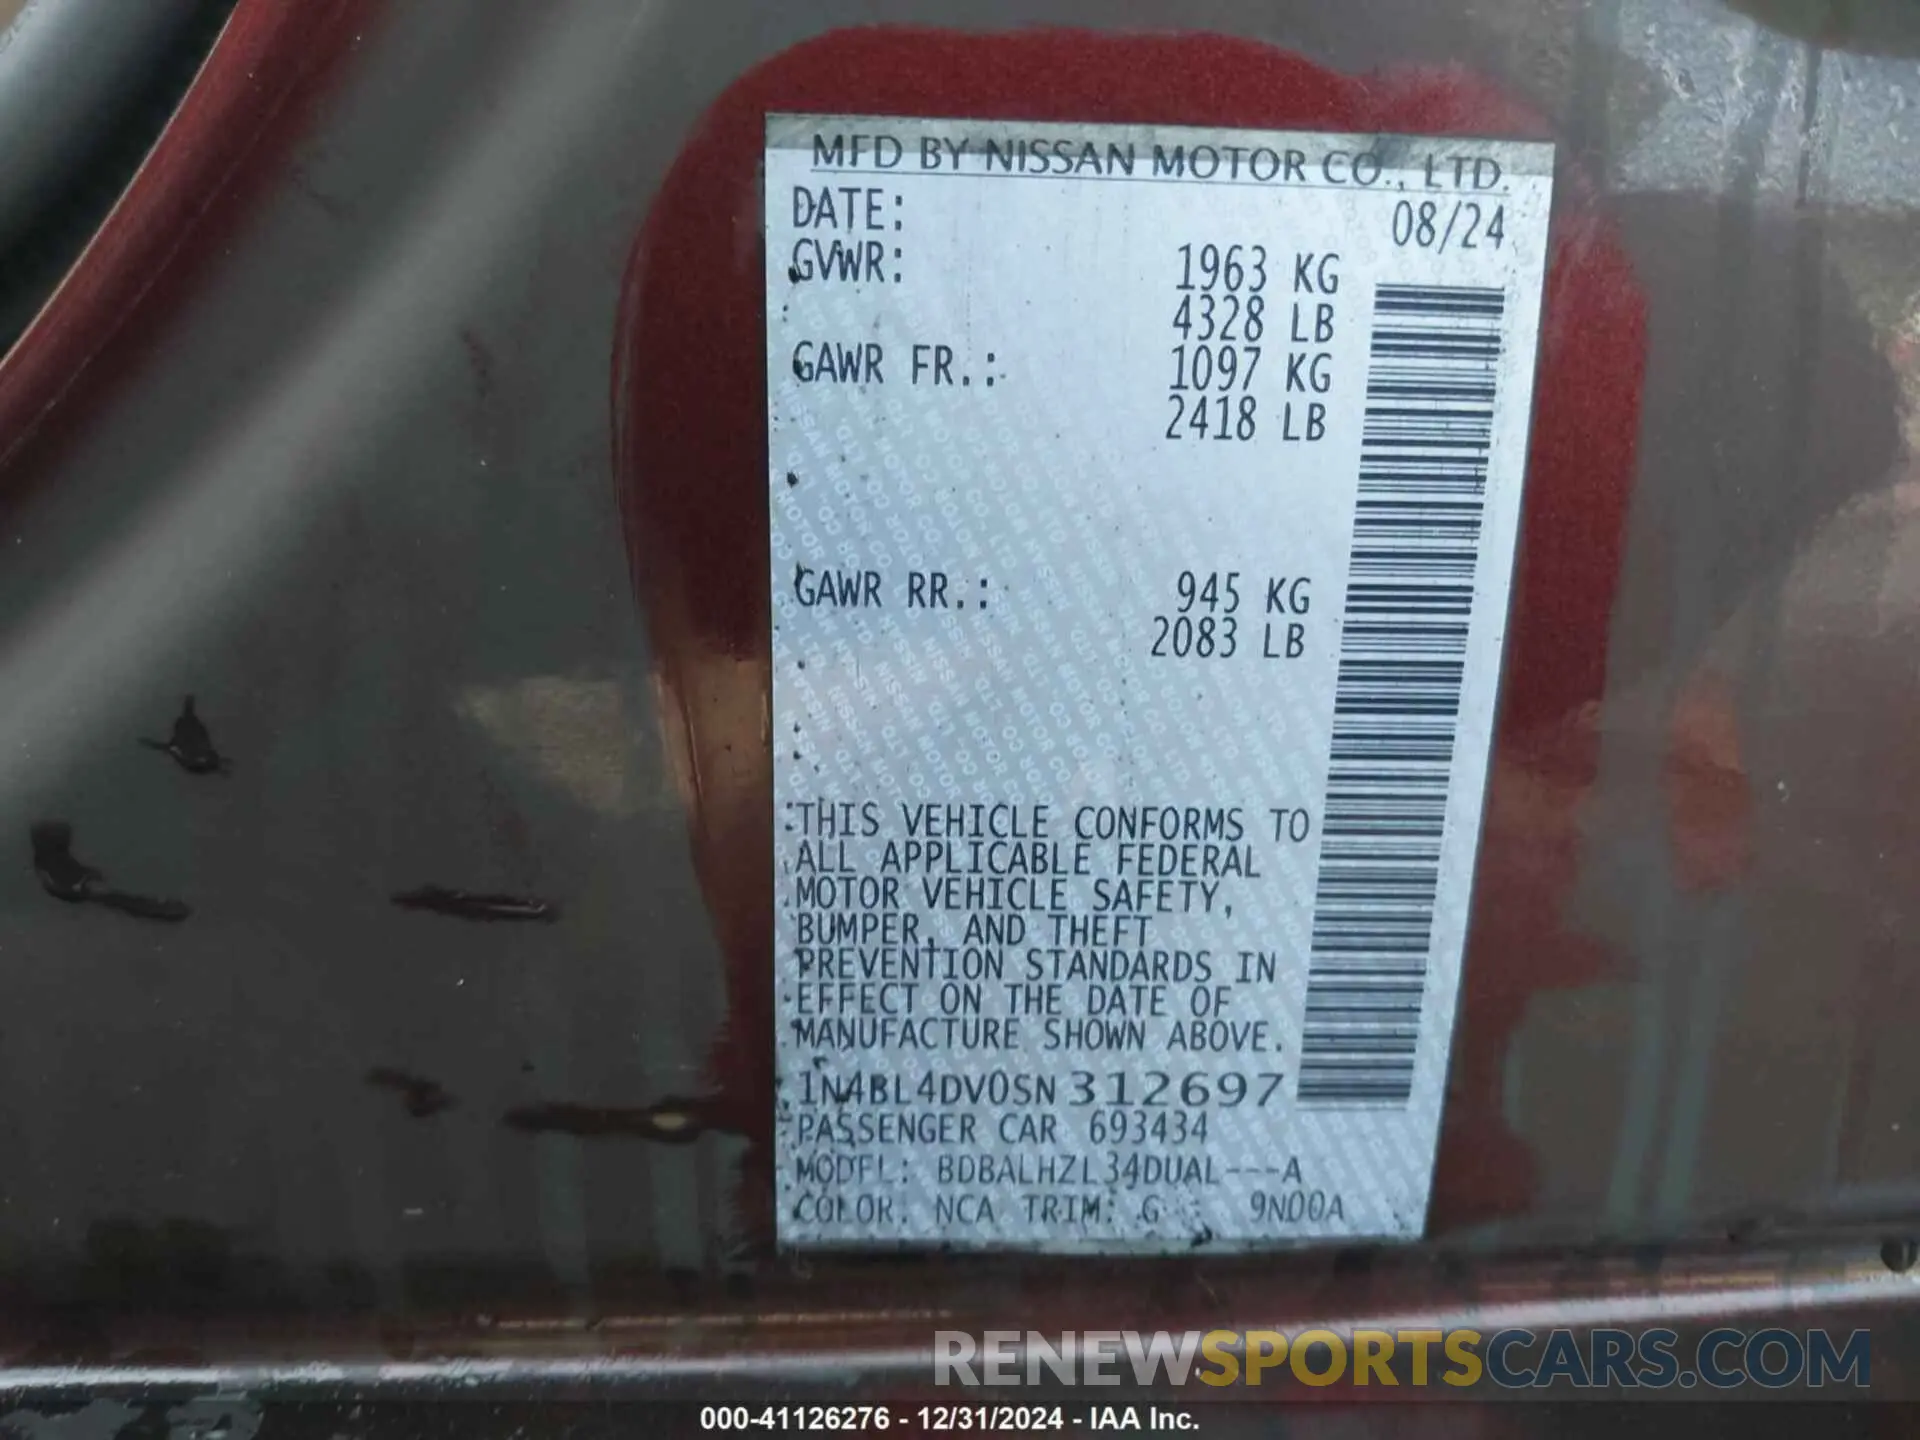 MFD BY NISSAN MOTOR CO., LTD.
DATE: 08/24
GVWR: 1963 KG
4328 LB
GAWR FR.: 1097 KG
2418 LB
GAWR RR.: 945 KG
2083 LB
THIS VEHICLE CONFORMS TO
ALL APPLICABLE FEDERAL
MOTOR VEHICLE SAFETY,
BUMPER, AND THEFT
PREVENTION STANDARDS IN
EFFECT ON THE DATE OF
MANUFACTURE SHOWN ABOVE.
1N4BL4DV0SN312697
PASSENGER CAR 693434
MODEL: BDBALHZL34DUAL---A
COLOR: NCA TRIM: G 9N00A
RENEWSPORTSCARS.COM
000-41126276 - 12/31/2024 - IAA Inc.